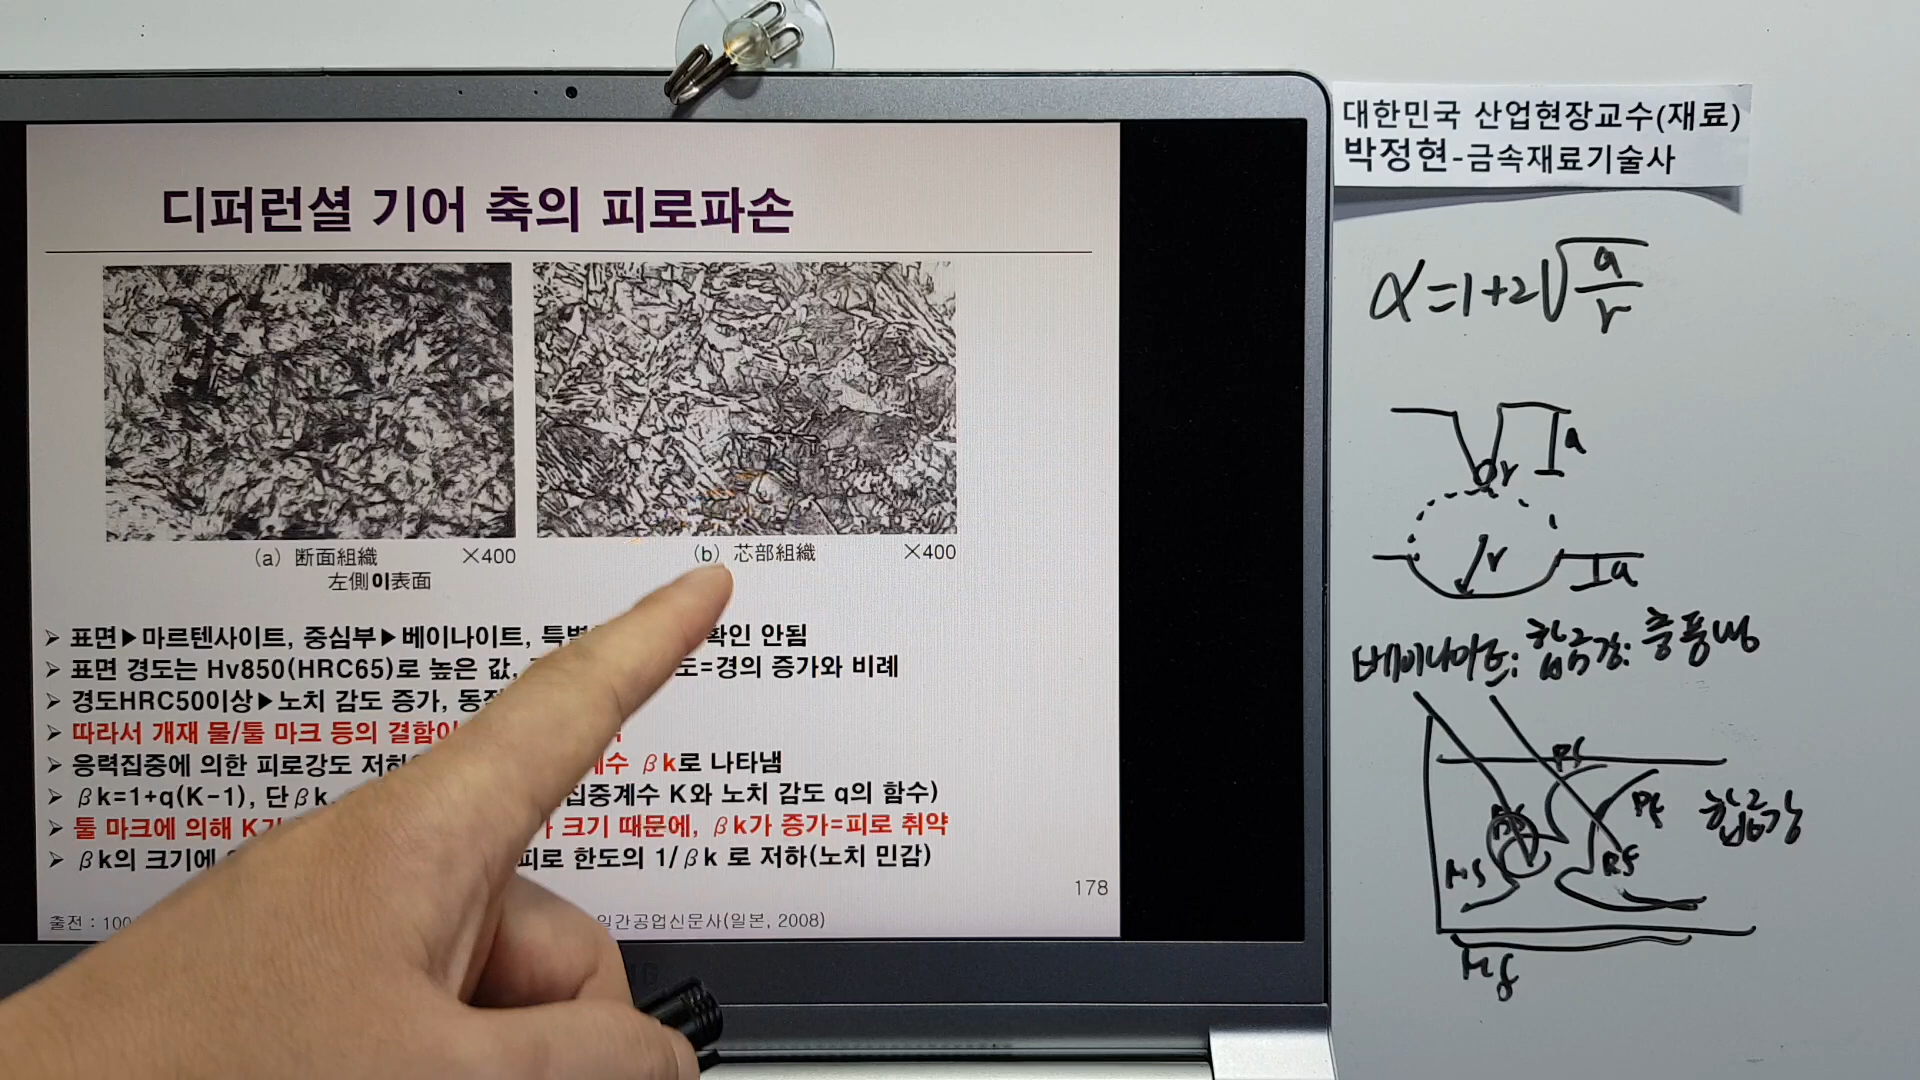 대한민국 산업현장교수(재료)
박정현-금속재료기술사
디퍼런셜 기어 축의 피로파손
(a) 断面組織 ×400
左側이表面
(b) 芯部組織 ×400
➢ 표면▶마르텐사이트, 중심부▶베이나이트, 특별 확인 안됨
➢ 표면 경도는 Hv850(HRC65)로 높은 값, 도=경의 증가와 비례
➢ 경도HRC50이상▶노치 감도 증가,
➢ 따라서 개재 물/툴 마크 등의 결함이
➢ 응력집중에 의한 피로강도 저하 계수 βk로 나타냄
➢ βk=1+q(K-1), 단βk 집중계수 K와 노치 감도 q의 함수)
➢ 툴 마크에 의해 K가 크기 때문에, βk가 증가=피로 취약
➢ βk의 크기에 피로 한도의 1/βk 로 저하(노치 민감)
178
출전 : 100 일간공업신문사(일본, 2008)
α=1+2√(a/r)
a
r
r
a
베이나이트: 합금강: 충풍냉
Ps
Pf
합금강
Bs
Bf
Ms
Mf